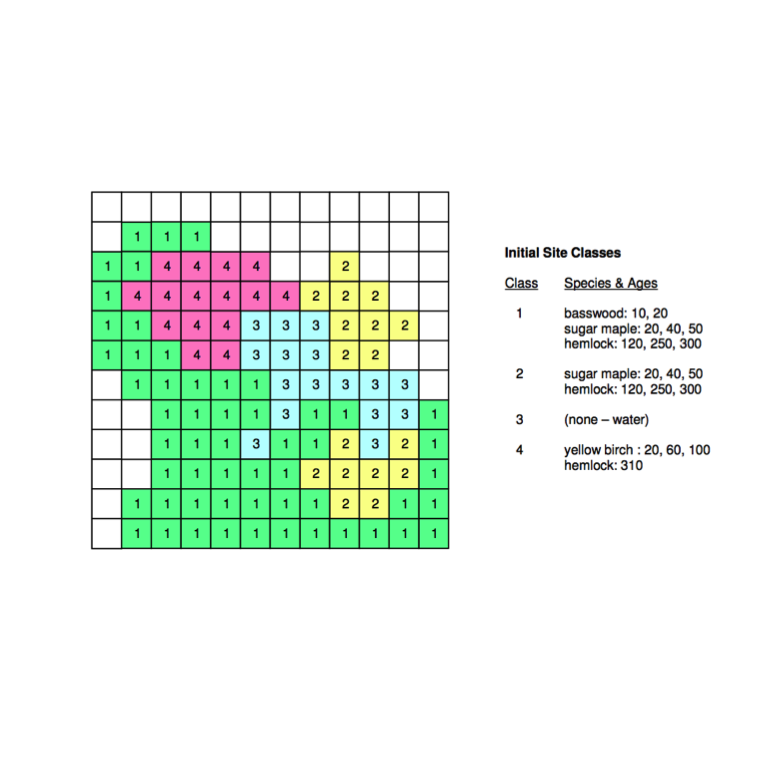 1 1 1
1 1 4 4 4 4 2
1 4 4 4 4 4 4 2 2 2
1 1 4 4 4 3 3 3 2 2 2
1 1 1 4 4 3 3 3 2 2
1 1 1 1 1 3 3 3 3 3
1 1 1 1 3 1 1 3 3 1
1 1 1 3 1 1 2 3 2 1
1 1 1 1 1 2 2 2 2 1
1 1 1 1 1 1 1 2 2 1 1
1 1 1 1 1 1 1 1 1 1 1
Initial Site Classes
Class Species & Ages
1 basswood: 10, 20
sugar maple: 20, 40, 50
hemlock: 120, 250, 300
2 sugar maple: 20, 40, 50
hemlock: 120, 250, 300
3 (none – water)
4 yellow birch : 20, 60, 100
hemlock: 310